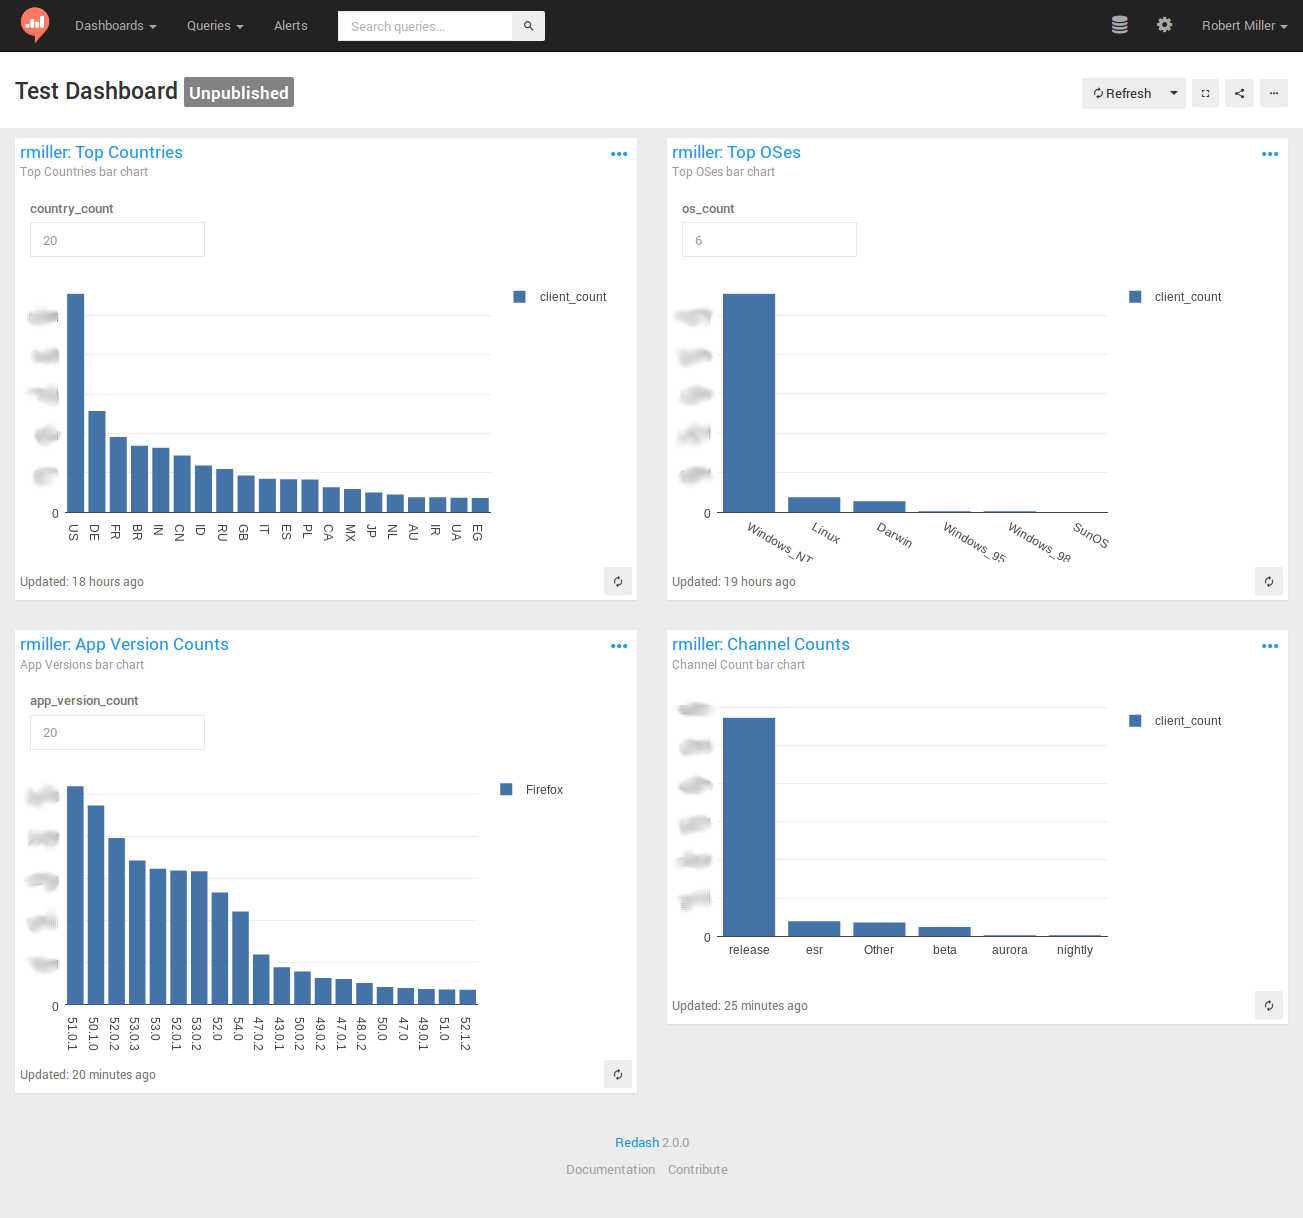 Dashboards Queries Alerts Search queries... Robert Miller
Test Dashboard Unpublished
Refresh
rmiller: Top Countries
Top Countries bar chart
country_count
20
client_count
0
US DE FR BR IN CN ID RU GB IT ES PL CA MX JP NL AU IR UA EG
Updated: 18 hours ago
rmiller: Top OSes
Top OSes bar chart
os_count
6
client_count
0
Windows_NT Linux Darwin Windows_95 Windows_98 SunOS
Updated: 19 hours ago
rmiller: App Version Counts
App Versions bar chart
app_version_count
20
Firefox
0
51.0.1 50.1.0 52.0.2 53.0.3 53.0 52.0.1 53.0.2 52.0 54.0 47.0.2 43.0.1 50.0.2 49.0.2 47.0.1 48.0.2 50.0 47.0 49.0.1 51.0 52.1.2
Updated: 20 minutes ago
rmiller: Channel Counts
Channel Count bar chart
client_count
0
release esr Other beta aurora nightly
Updated: 25 minutes ago
Redash 2.0.0
Documentation Contribute